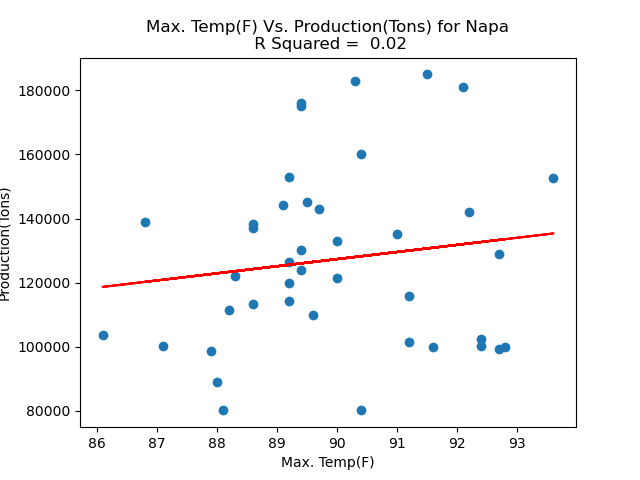 Max. Temp(F) Vs. Production(Tons) for Napa
R Squared =  0.02
180000
160000
140000
120000
100000
80000
Production(Tons)
86 87 88 89 90 91 92 93
Max. Temp(F)